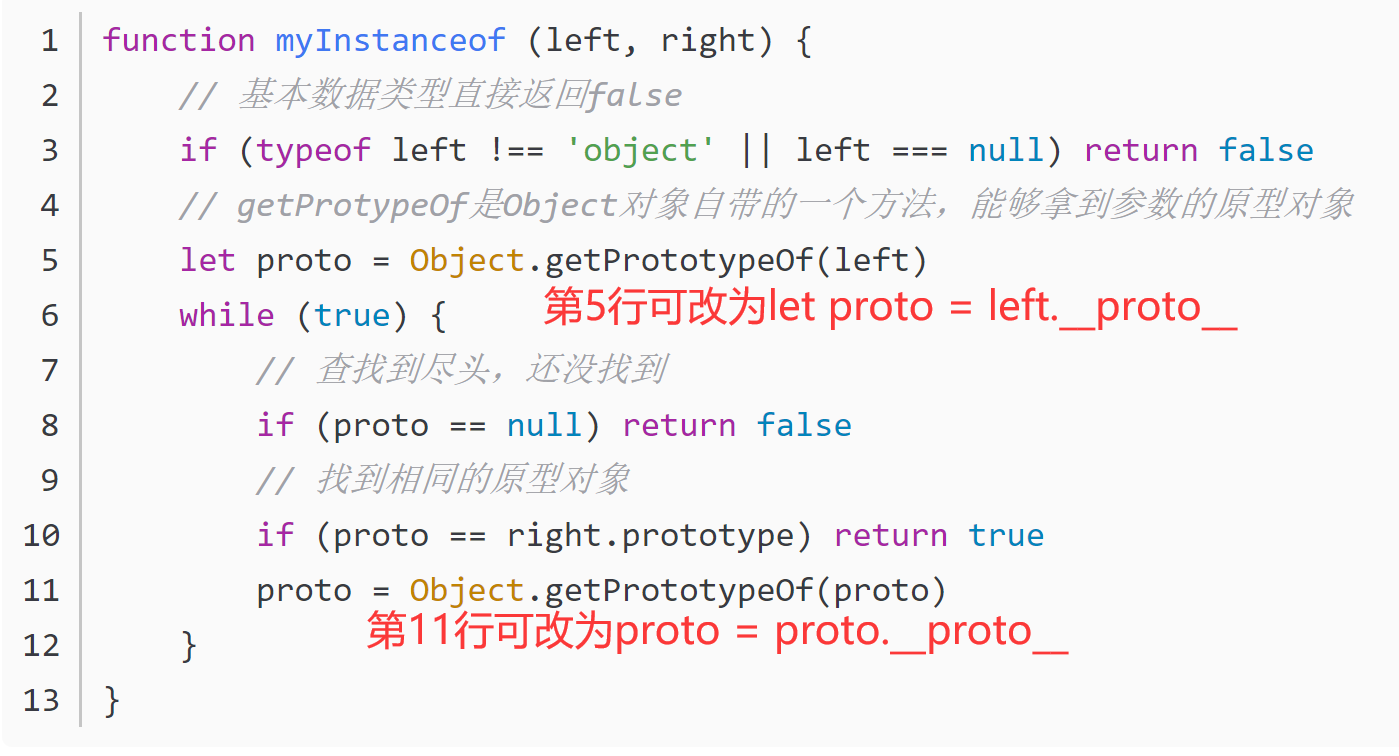 1 function myInstanceof (left, right) {
2 // 基本数据类型直接返回false
3 if (typeof left !== 'object' || left === null) return false
4 // getProtypeOf是Object对象自带的一个方法，能够拿到参数的原型对象
5 let proto = Object.getPrototypeOf(left)
6 while (true) {
第5行可改为let proto = left.__proto__
7 // 查找到尽头，还没找到
8 if (proto == null) return false
9 // 找到相同的原型对象
10 if (proto == right.prototype) return true
11 proto = Object.getPrototypeOf(proto)
第11行可改为proto = proto.__proto__
12 }
13 }